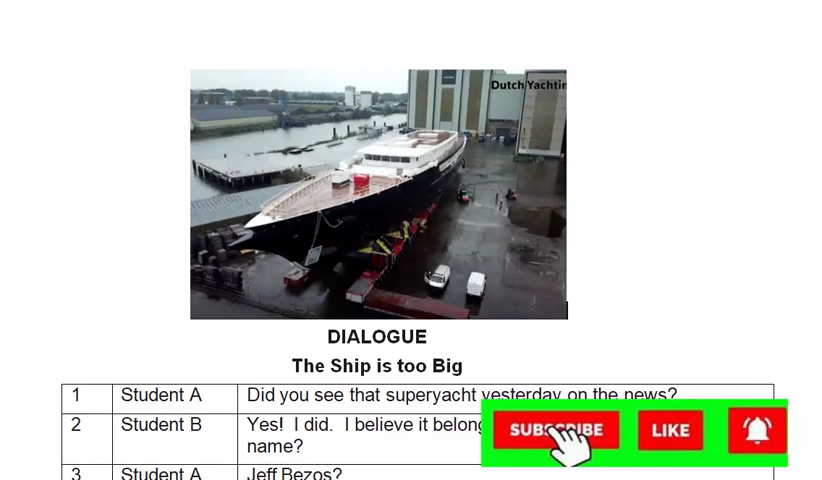 Dutch Yachtin
DIALOGUE
The Ship is too Big
1 Student A Did you see that superyacht yesterday on the news?
2 Student B Yes! I did. I believe it belong
name?
SUBSCRIBE LIKE
3 Student A Jeff Bezos?